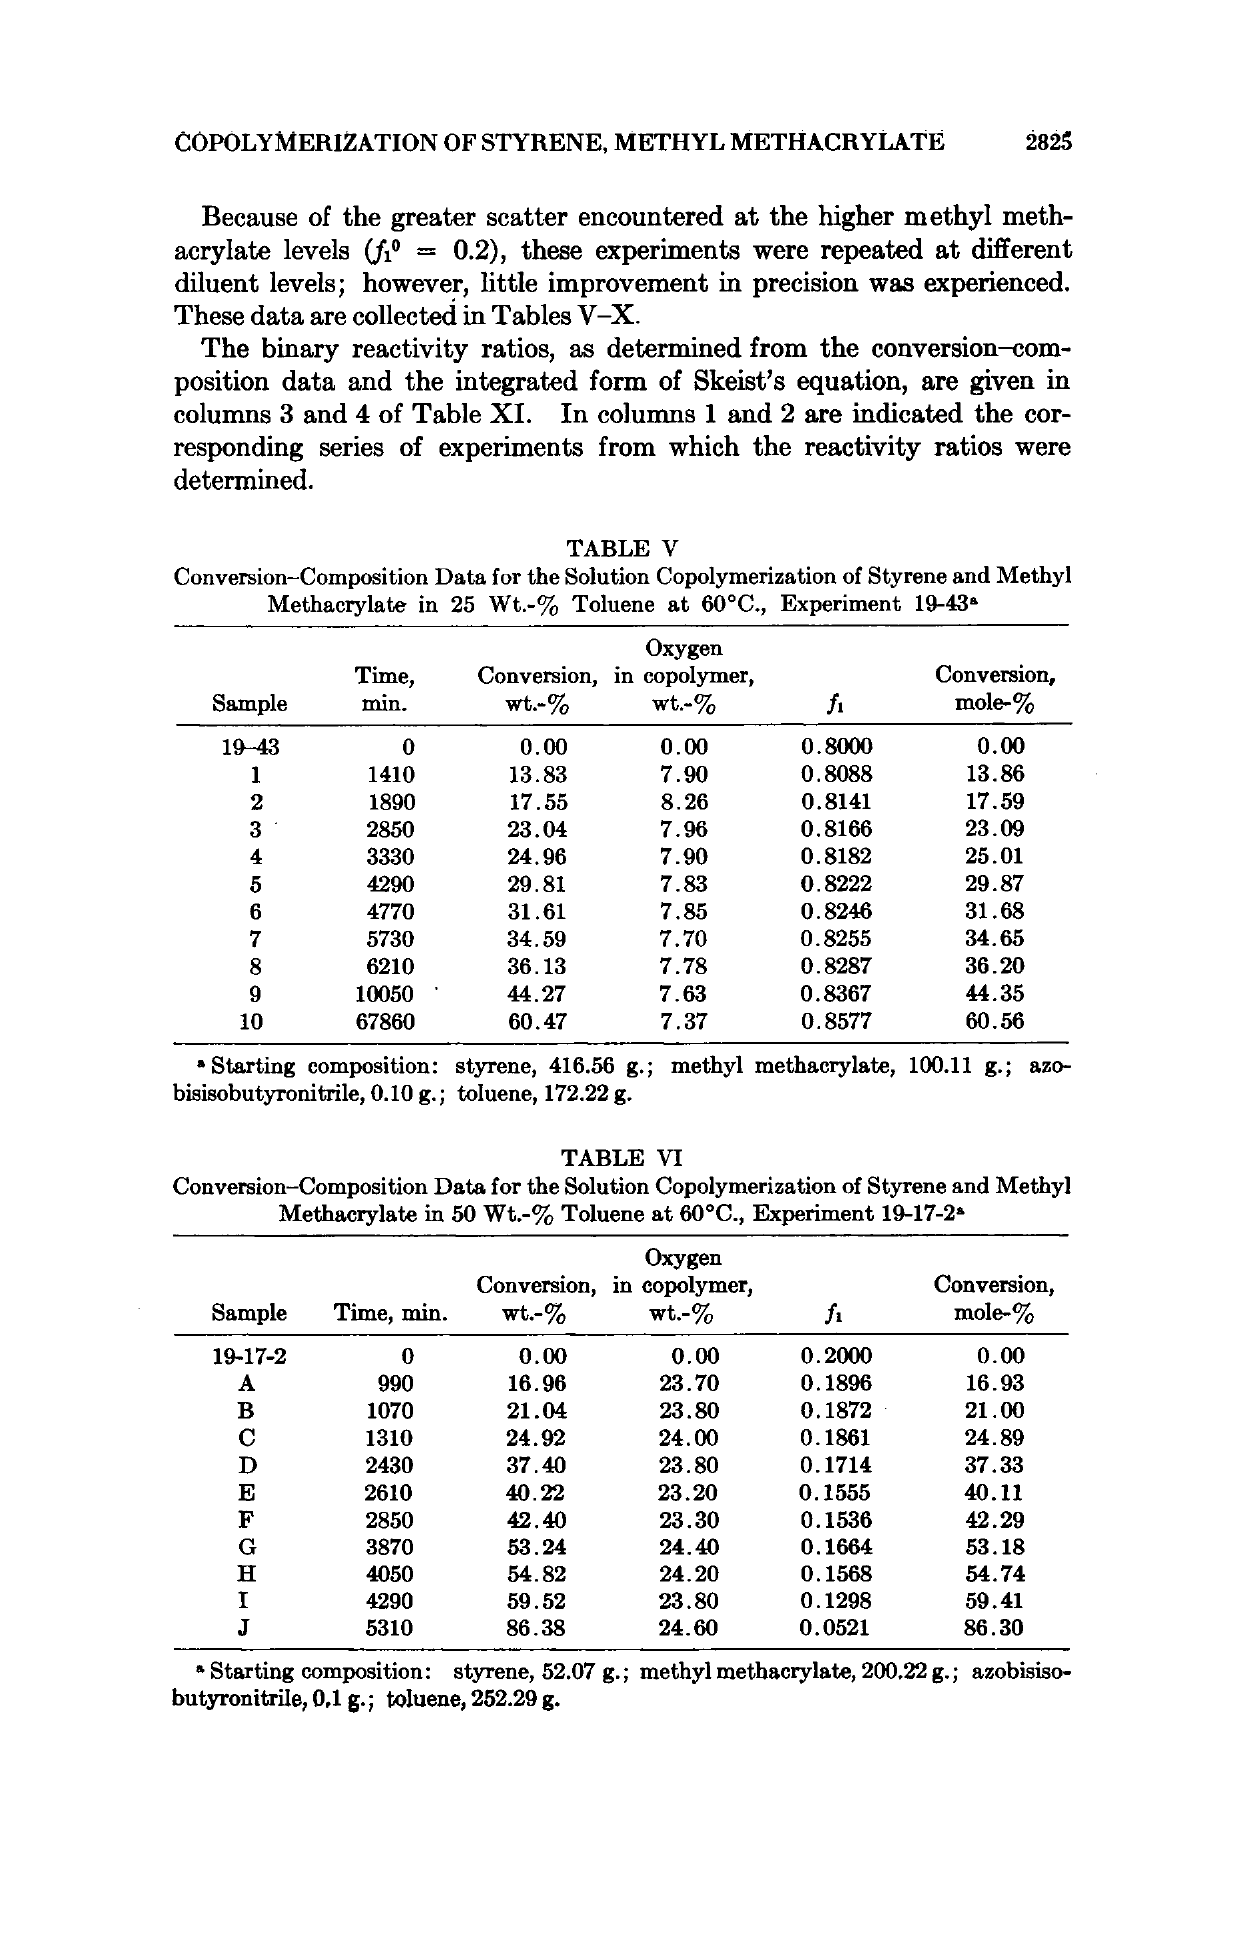 COPOLYMERIZATION OF STYRENE, METHYL METHACRYLATE 2825
Because of the greater scatter encountered at the higher methyl meth-
acrylate levels (f₁⁰ = 0.2), these experiments were repeated at different
diluent levels; however, little improvement in precision was experienced.
These data are collected in Tables V–X.
The binary reactivity ratios, as determined from the conversion–com-
position data and the integrated form of Skeist's equation, are given in
columns 3 and 4 of Table XI. In columns 1 and 2 are indicated the cor-
responding series of experiments from which the reactivity ratios were
determined.
TABLE V
Conversion–Composition Data for the Solution Copolymerization of Styrene and Methyl
Methacrylate in 25 Wt.-% Toluene at 60°C., Experiment 19-43ᵃ
Oxygen
Time, Conversion, in copolymer, Conversion,
Sample min. wt.-% wt.-% f₁ mole-%
19–43 0 0.00 0.00 0.8000 0.00
1 1410 13.83 7.90 0.8088 13.86
2 1890 17.55 8.26 0.8141 17.59
3 2850 23.04 7.96 0.8166 23.09
4 3330 24.96 7.90 0.8182 25.01
5 4290 29.81 7.83 0.8222 29.87
6 4770 31.61 7.85 0.8246 31.68
7 5730 34.59 7.70 0.8255 34.65
8 6210 36.13 7.78 0.8287 36.20
9 10050 44.27 7.63 0.8367 44.35
10 67860 60.47 7.37 0.8577 60.56
ᵃ Starting composition: styrene, 416.56 g.; methyl methacrylate, 100.11 g.; azo-
bisisobutyronitrile, 0.10 g.; toluene, 172.22 g.
TABLE VI
Conversion–Composition Data for the Solution Copolymerization of Styrene and Methyl
Methacrylate in 50 Wt.-% Toluene at 60°C., Experiment 19-17-2ᵃ
Oxygen
Conversion, in copolymer, Conversion,
Sample Time, min. wt.-% wt.-% f₁ mole-%
19-17-2 0 0.00 0.00 0.2000 0.00
A 990 16.96 23.70 0.1896 16.93
B 1070 21.04 23.80 0.1872 21.00
C 1310 24.92 24.00 0.1861 24.89
D 2430 37.40 23.80 0.1714 37.33
E 2610 40.22 23.20 0.1555 40.11
F 2850 42.40 23.30 0.1536 42.29
G 3870 53.24 24.40 0.1664 53.18
H 4050 54.82 24.20 0.1568 54.74
I 4290 59.52 23.80 0.1298 59.41
J 5310 86.38 24.60 0.0521 86.30
ᵃ Starting composition: styrene, 52.07 g.; methyl methacrylate, 200.22 g.; azobisiso-
butyronitrile, 0.1 g.; toluene, 252.29 g.